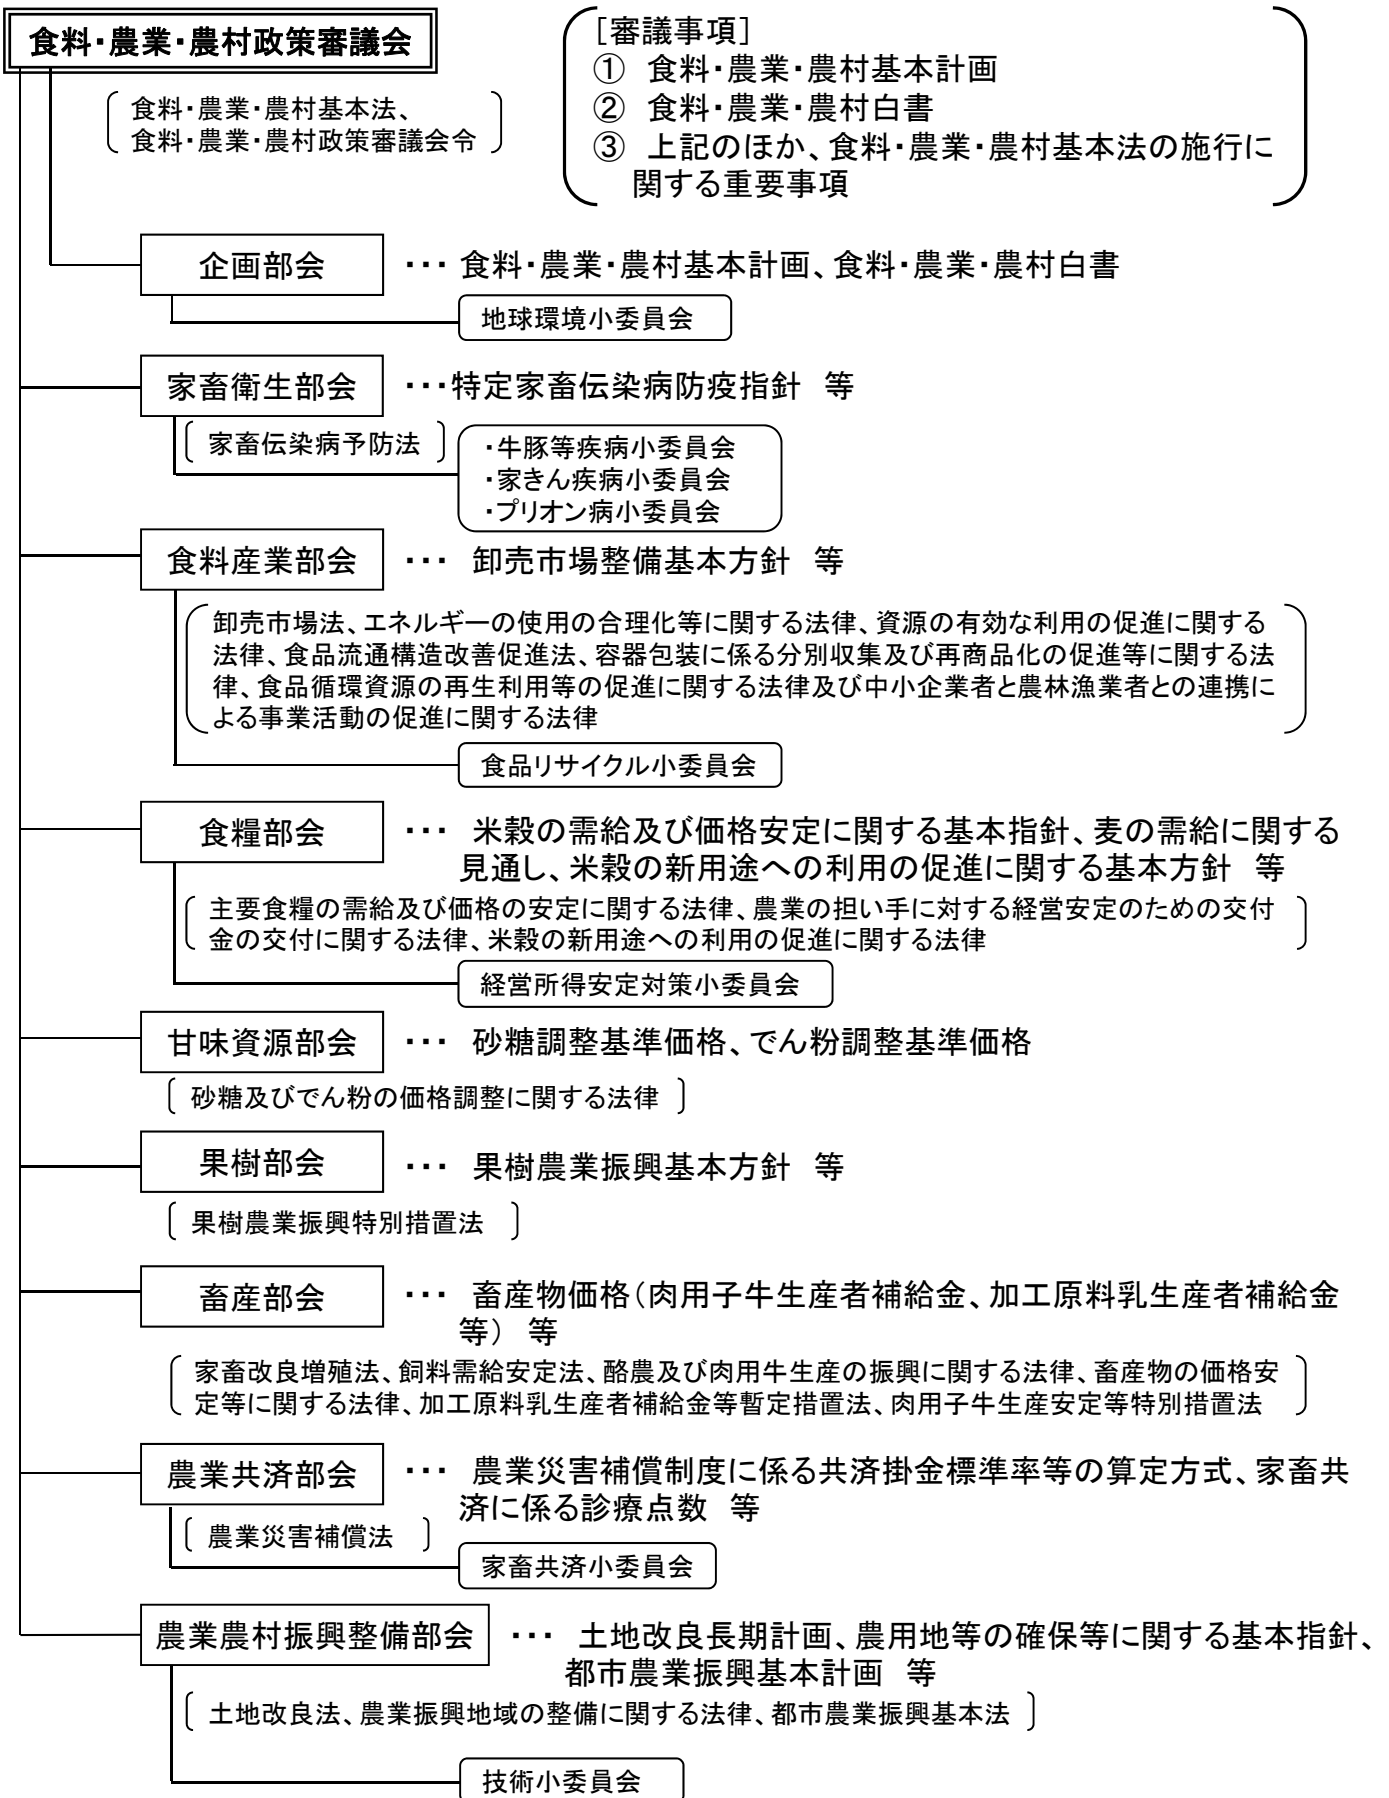 食料・農業・農村政策審議会
食料・農業・農村基本法、
食料・農業・農村政策審議会令
［審議事項］
① 食料・農業・農村基本計画
② 食料・農業・農村白書
③ 上記のほか、食料・農業・農村基本法の施行に
関する重要事項
企画部会 ・・・ 食料・農業・農村基本計画、食料・農業・農村白書
地球環境小委員会
家畜衛生部会 ・・・特定家畜伝染病防疫指針 等
家畜伝染病予防法
・牛豚等疾病小委員会
・家きん疾病小委員会
・プリオン病小委員会
食料産業部会 ・・・ 卸売市場整備基本方針 等
卸売市場法、エネルギーの使用の合理化等に関する法律、資源の有効な利用の促進に関する
法律、食品流通構造改善促進法、容器包装に係る分別収集及び再商品化の促進等に関する法
律、食品循環資源の再生利用等の促進に関する法律及び中小企業者と農林漁業者との連携に
よる事業活動の促進に関する法律
食品リサイクル小委員会
食糧部会 ・・・ 米穀の需給及び価格安定に関する基本指針、麦の需給に関する
見通し、米穀の新用途への利用の促進に関する基本方針 等
主要食糧の需給及び価格の安定に関する法律、農業の担い手に対する経営安定のための交付
金の交付に関する法律、米穀の新用途への利用の促進に関する法律
経営所得安定対策小委員会
甘味資源部会 ・・・ 砂糖調整基準価格、でん粉調整基準価格
砂糖及びでん粉の価格調整に関する法律
果樹部会 ・・・ 果樹農業振興基本方針 等
果樹農業振興特別措置法
畜産部会 ・・・ 畜産物価格（肉用子牛生産者補給金、加工原料乳生産者補給金
等） 等
家畜改良増殖法、飼料需給安定法、酪農及び肉用牛生産の振興に関する法律、畜産物の価格安
定等に関する法律、加工原料乳生産者補給金等暫定措置法、肉用子牛生産安定等特別措置法
農業共済部会 ・・・ 農業災害補償制度に係る共済掛金標準率等の算定方式、家畜共
済に係る診療点数 等
農業災害補償法
家畜共済小委員会
農業農村振興整備部会 ・・・ 土地改良長期計画、農用地等の確保等に関する基本指針、
都市農業振興基本計画 等
土地改良法、農業振興地域の整備に関する法律、都市農業振興基本法
技術小委員会